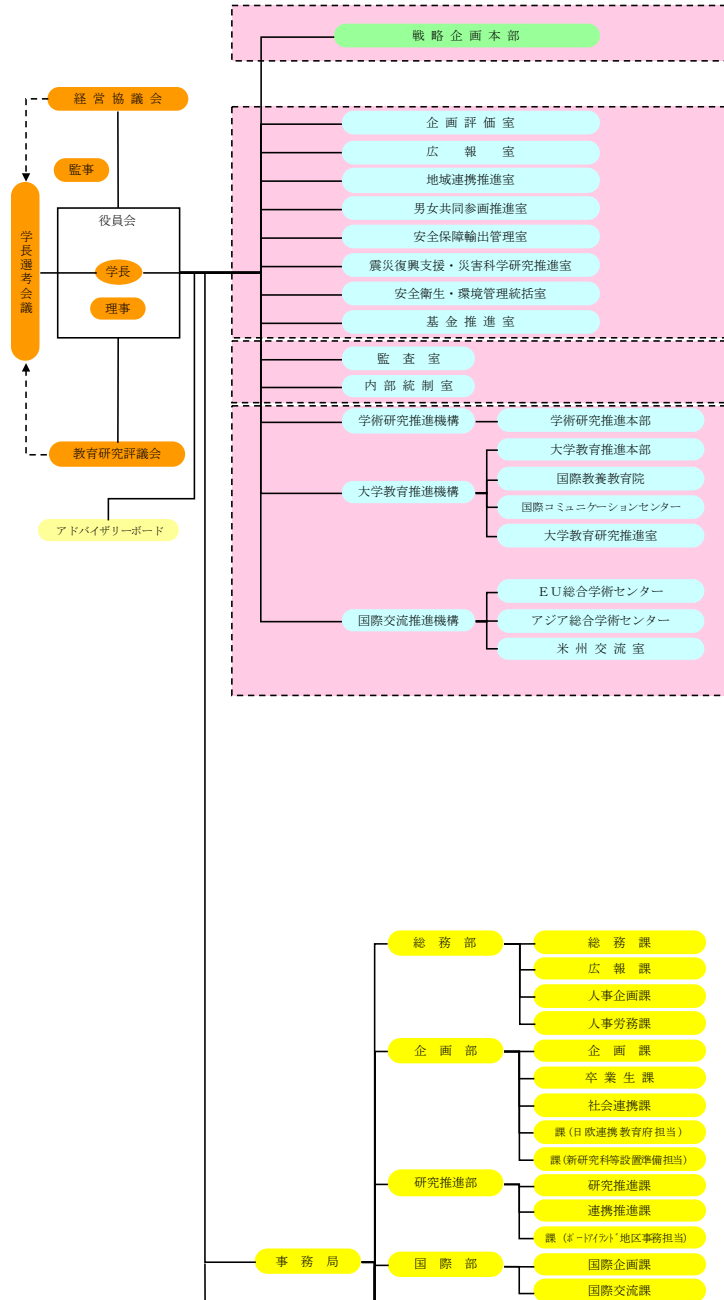 戦略企画本部
経営協議会
監事
役員会
学長選考会議
学長
理事
教育研究評議会
アドバイザリーボード
企画評価室
広報室
地域連携推進室
男女共同参画推進室
安全保障輸出管理室
震災復興支援・災害科学研究推進室
安全衛生・環境管理統括室
基金推進室
監査室
内部統制室
学術研究推進機構
学術研究推進本部
大学教育推進機構
大学教育推進本部
国際教養教育院
国際コミュニケーションセンター
大学教育研究推進室
国際交流推進機構
EU総合学術センター
アジア総合学術センター
米州交流室
事務局
総務部
総務課
広報課
人事企画課
人事労務課
企画部
企画課
卒業生課
社会連携課
課(日欧連携教育府担当)
課(新研究科等設置準備担当)
研究推進部
研究推進課
連携推進課
課(ポートアイランド地区事務担当)
国際部
国際企画課
国際交流課